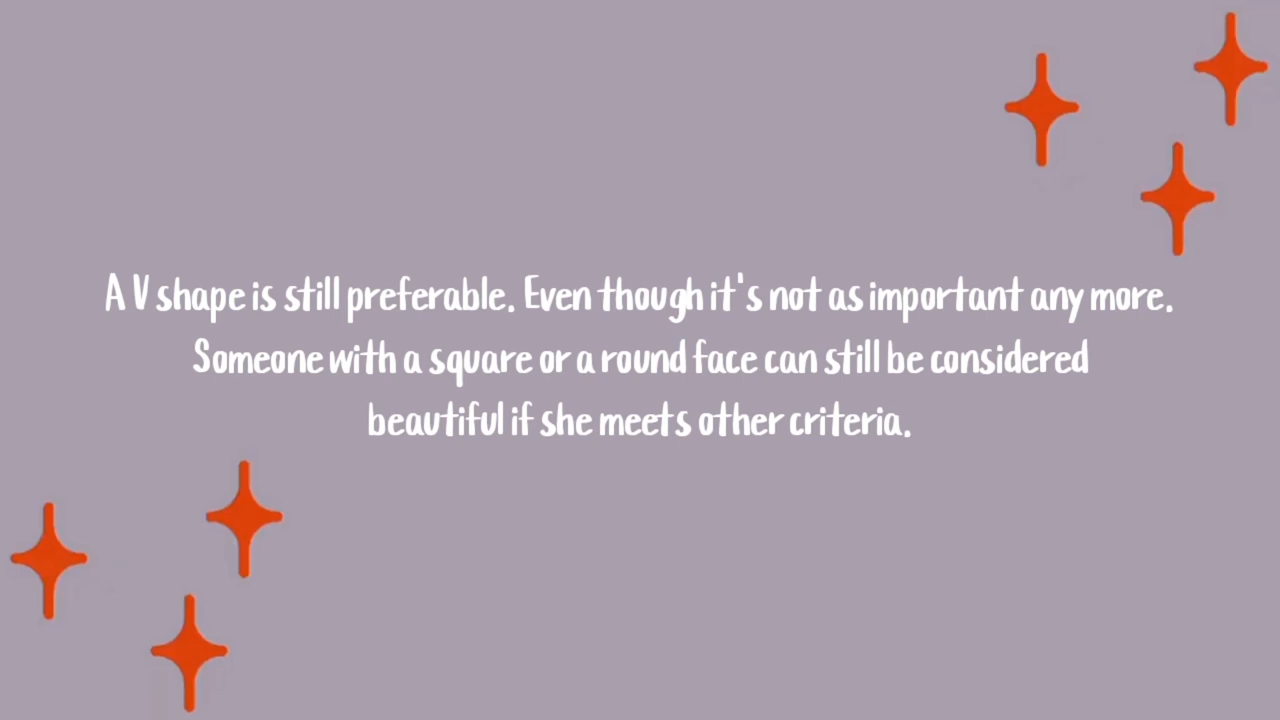 A V shape is still preferable. Even though it's not as important any more.
Someone with a square or a round face can still be considered
beautiful if she meets other criteria.